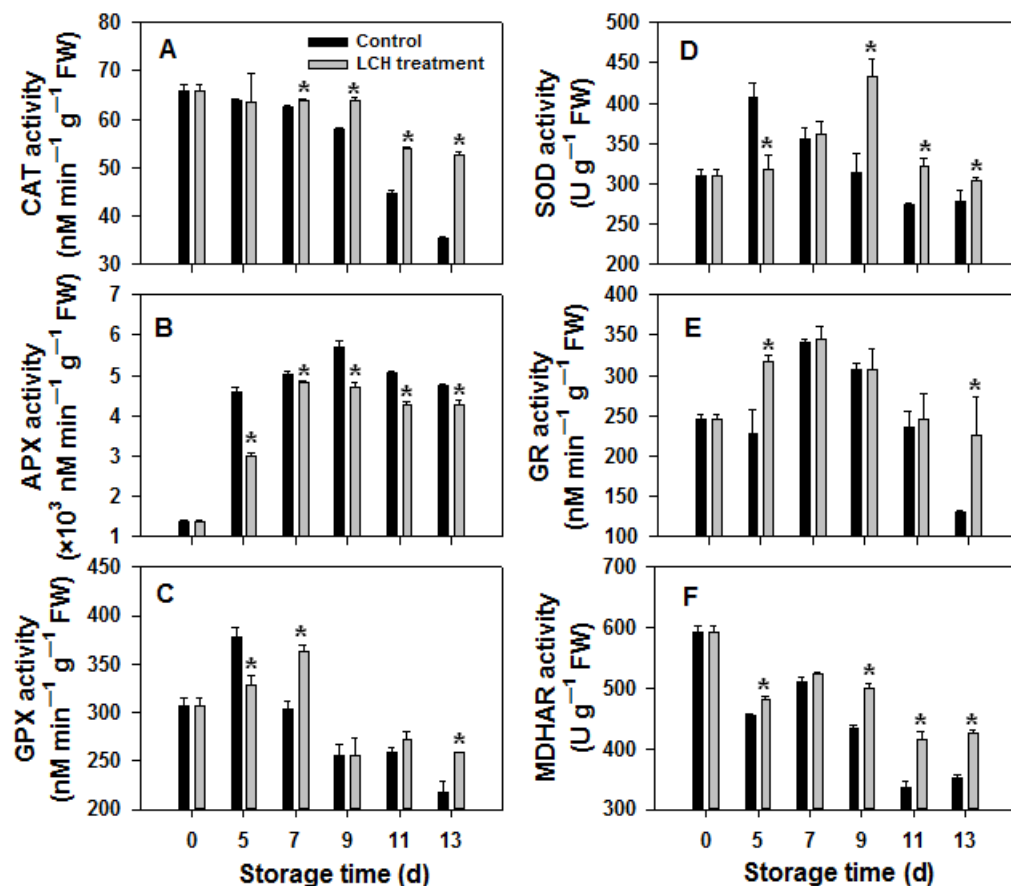 A
Control
LCH treatment
CAT activity
(nM min⁻¹ g⁻¹ FW)
80
70
60
50
40
30
* * * *
D
SOD activity
(U g⁻¹ FW)
500
450
400
350
300
250
200
* * * *
B
APX activity
(×10³ nM min⁻¹ g⁻¹ FW)
7
6
5
4
3
2
1
* * * * *
E
GR activity
(nM min⁻¹ g⁻¹ FW)
400
350
300
250
200
150
100
* *
C
GPX activity
(nM min⁻¹ g⁻¹ FW)
450
400
350
300
250
200
* * *
0 5 7 9 11 13
Storage time (d)
F
MDHAR activity
(U g⁻¹ FW)
700
600
500
400
300
* * * *
0 5 7 9 11 13
Storage time (d)